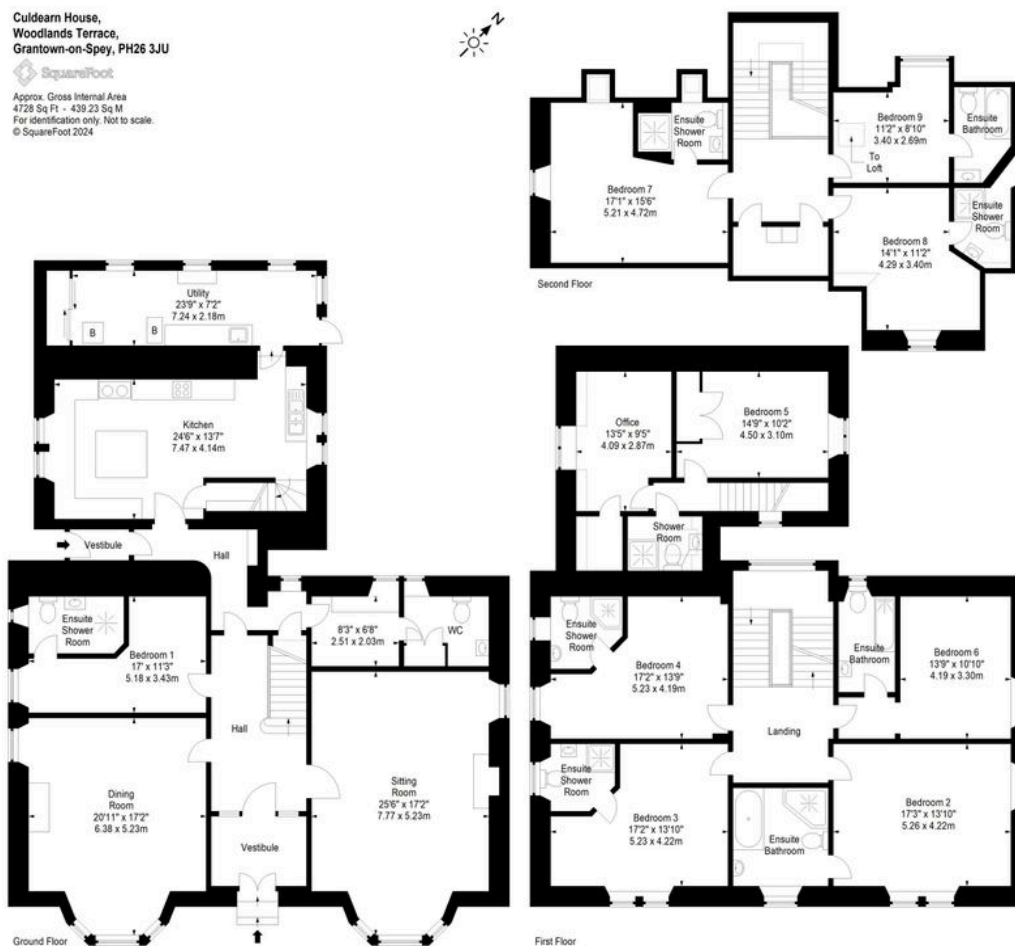 Culdearn House,
Woodlands Terrace,
Grantown-on-Spey, PH26 3JU
SquareFoot
Approx. Gross Internal Area
4728 Sq Ft - 439.23 Sq M
For identification only. Not to scale.
© SquareFoot 2024
N
Ensuite
Shower
Room
Bedroom 7
17'1" x 15'6"
5.21 x 4.72m
Bedroom 9
11'2" x 8'10"
3.40 x 2.69m
To
Loft
Ensuite
Bathroom
Ensuite
Shower
Room
Bedroom 8
14'1" x 11'2"
4.29 x 3.40m
Second Floor
Utility
23'9" x 7'2"
7.24 x 2.18m
B
B
Kitchen
24'6" x 13'7"
7.47 x 4.14m
Vestibule
Hall
Ensuite
Shower
Room
Bedroom 1
17' x 11'3"
5.18 x 3.43m
8'3" x 6'8"
2.51 x 2.03m
WC
Hall
Dining
Room
20'11" x 17'2"
6.38 x 5.23m
Sitting
Room
25'6" x 17'2"
7.77 x 5.23m
Vestibule
Ground Floor
Office
13'5" x 9'5"
4.09 x 2.87m
Bedroom 5
14'9" x 10'2"
4.50 x 3.10m
Shower
Room
Ensuite
Shower
Room
Bedroom 4
17'2" x 13'9"
5.23 x 4.19m
Ensuite
Bathroom
Bedroom 6
13'9" x 10'10"
4.19 x 3.30m
Landing
Ensuite
Shower
Room
Bedroom 3
17'2" x 13'10"
5.23 x 4.22m
Ensuite
Bathroom
Bedroom 2
17'3" x 13'10"
5.26 x 4.22m
First Floor